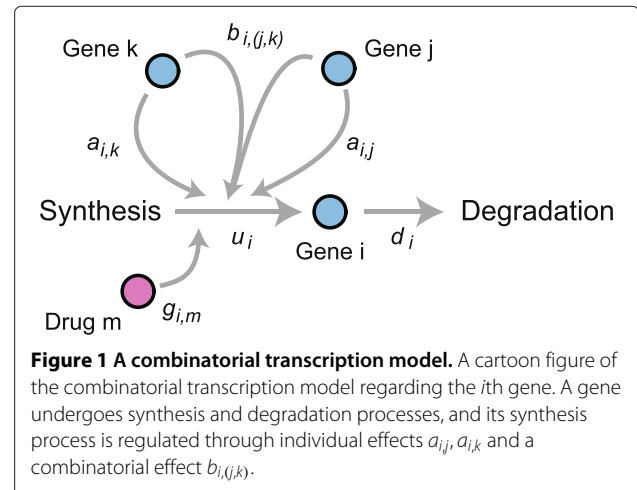 b i,(j,k)
Gene k
Gene j
a i,k
a i,j
Synthesis
Degradation
u i
d i
Gene i
g i,m
Drug m
Figure 1 A combinatorial transcription model. A cartoon figure of
the combinatorial transcription model regarding the ith gene. A gene
undergoes synthesis and degradation processes, and its synthesis
process is regulated through individual effects a i,j, a i,k and a
combinatorial effect b i,(j,k).